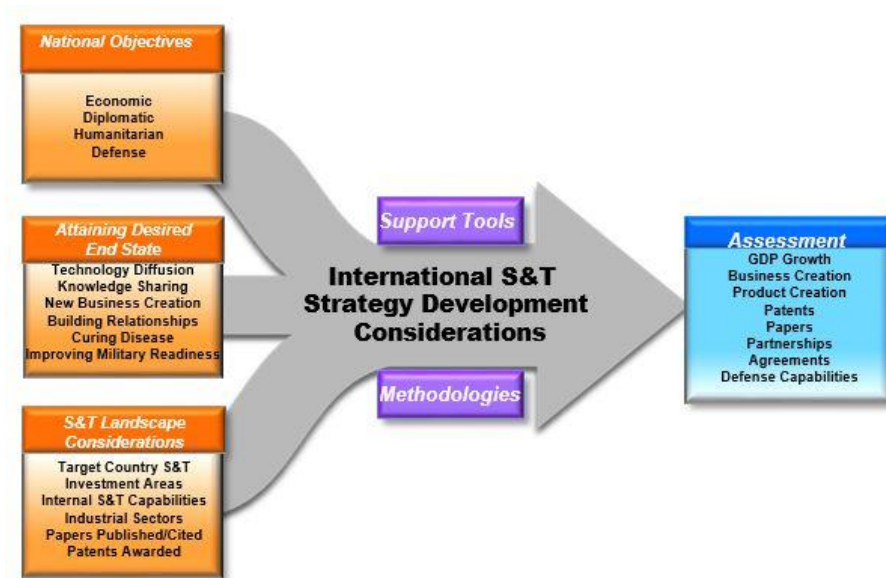 National Objectives
Economic
Diplomatic
Humanitarian
Defense
Attaining Desired
End State
Technology Diffusion
Knowledge Sharing
New Business Creation
Building Relationships
Curing Disease
Improving Military Readiness
S&T Landscape
Considerations
Target Country S&T
Investment Areas
Internal S&T Capabilities
Industrial Sectors
Papers Published/Cited
Patents Awarded
Support Tools
International S&T
Strategy Development
Considerations
Methodologies
Assessment
GDP Growth
Business Creation
Product Creation
Patents
Papers
Partnerships
Agreements
Defense Capabilities